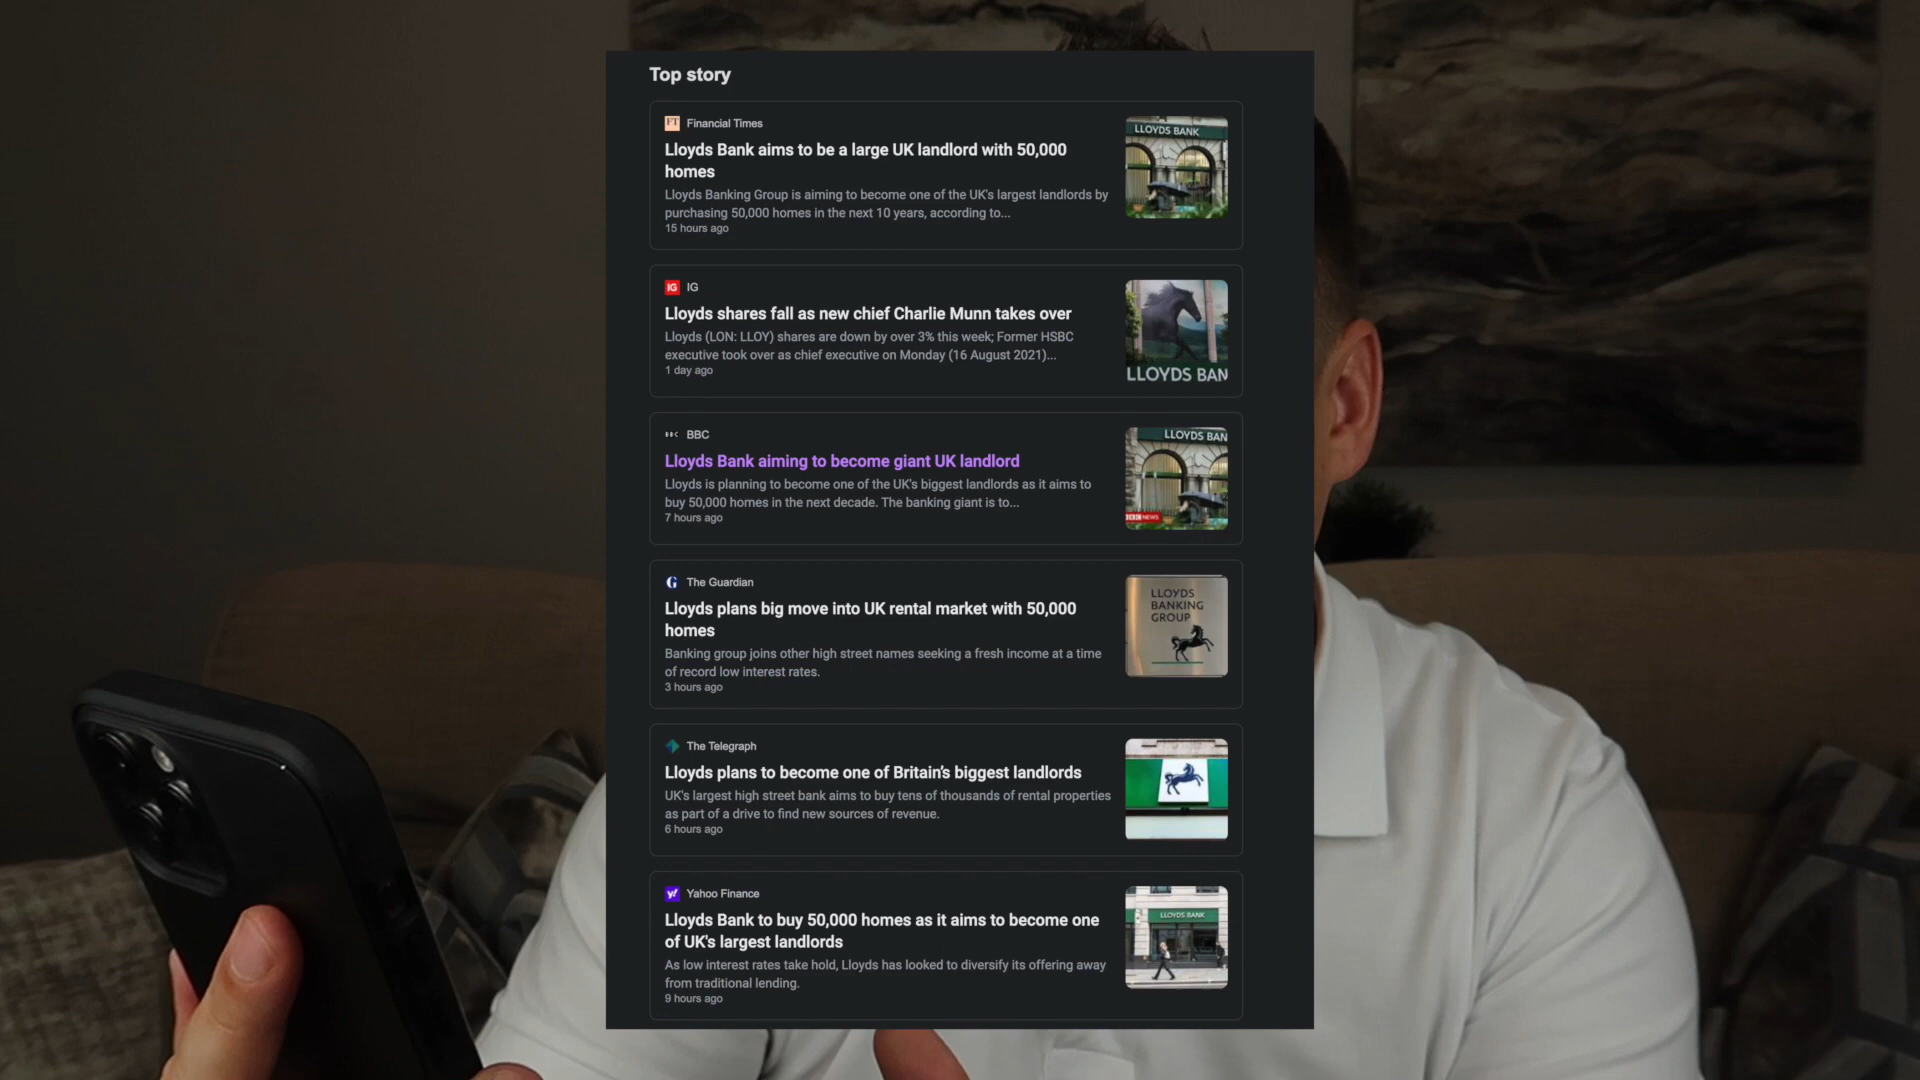 Top story
FT Financial Times
Lloyds Bank aims to be a large UK landlord with 50,000
homes
Lloyds Banking Group is aiming to become one of the UK's largest landlords by
purchasing 50,000 homes in the next 10 years, according to...
15 hours ago
LLOYDS BANK
IG IG
Lloyds shares fall as new chief Charlie Munn takes over
Lloyds (LON: LLOY) shares are down by over 3% this week; Former HSBC
executive took over as chief executive on Monday (16 August 2021)...
1 day ago
LLOYDS BAN
BBC BBC
Lloyds Bank aiming to become giant UK landlord
Lloyds is planning to become one of the UK's biggest landlords as it aims to
buy 50,000 homes in the next decade. The banking giant is to...
7 hours ago
LLOYDS BAN
BBC NEWS
G The Guardian
Lloyds plans big move into UK rental market with 50,000
homes
Banking group joins other high street names seeking a fresh income at a time
of record low interest rates.
3 hours ago
LLOYDS
BANKING
GROUP
The Telegraph
Lloyds plans to become one of Britain's biggest landlords
UK's largest high street bank aims to buy tens of thousands of rental properties
as part of a drive to find new sources of revenue.
6 hours ago
y! Yahoo Finance
Lloyds Bank to buy 50,000 homes as it aims to become one
of UK's largest landlords
As low interest rates take hold, Lloyds has looked to diversify its offering away
from traditional lending.
9 hours ago
LLOYDS BANK